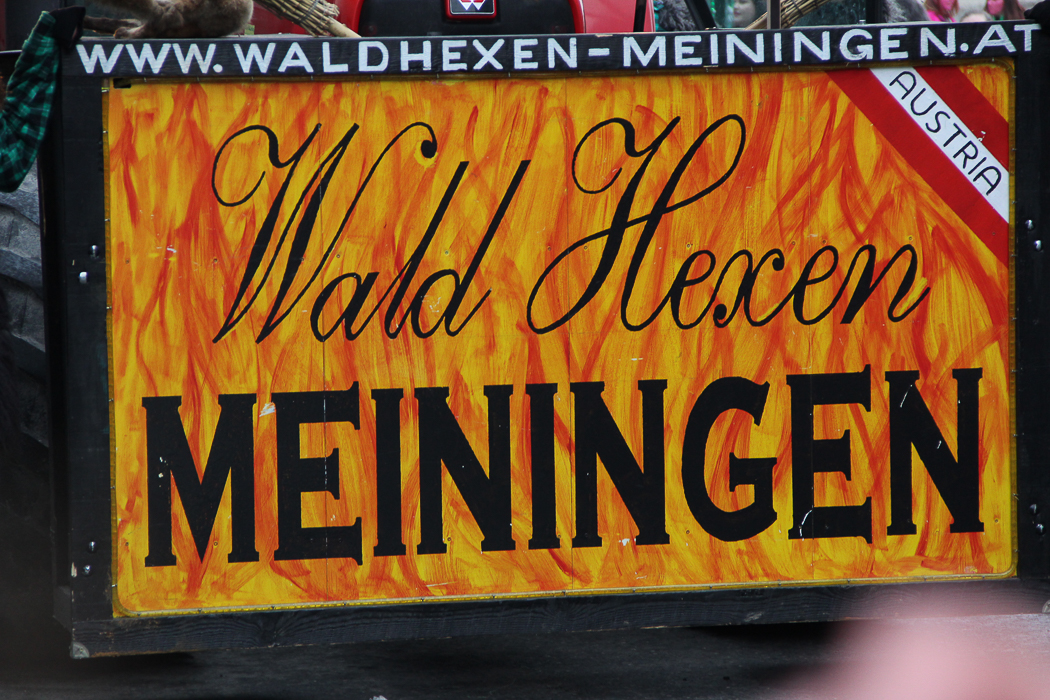 WWW.WALDHEXEN-MEININGEN.AT
AUSTRIA
Wald Hexen
MEININGEN